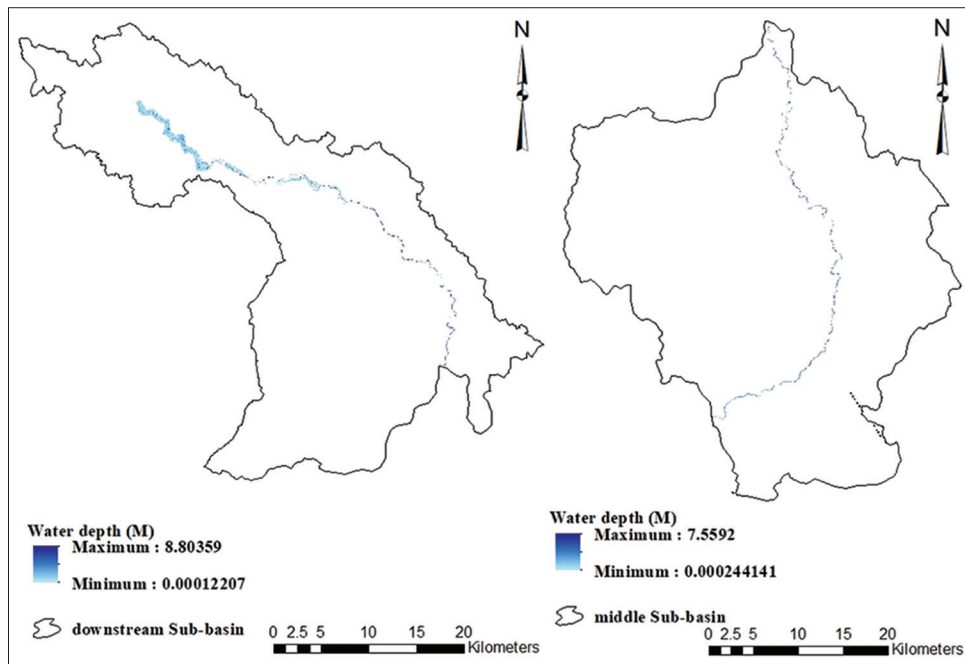 N
N
Water depth (M)
Maximum : 8.80359
Minimum : 0.00012207
downstream Sub-basin
0 2.5 5 10 15 20
Kilometers
Water depth (M)
Maximum : 7.5592
Minimum : 0.000244141
middle Sub-basin
0 2.5 5 10 15 20
Kilometers